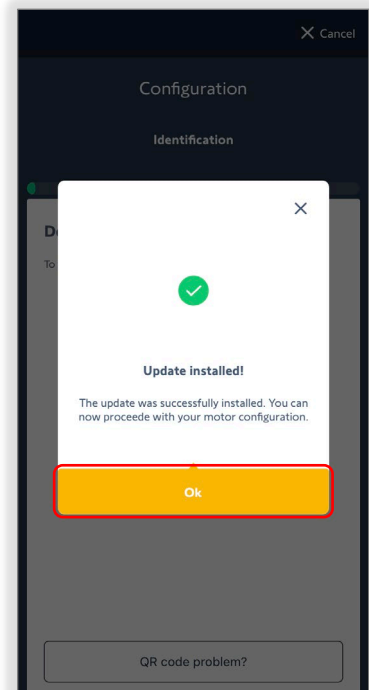 Cancel
Configuration
Identification
To
Update installed!
The update was successfully installed. You can
now proceede with your motor configuration.
Ok
QR code problem?